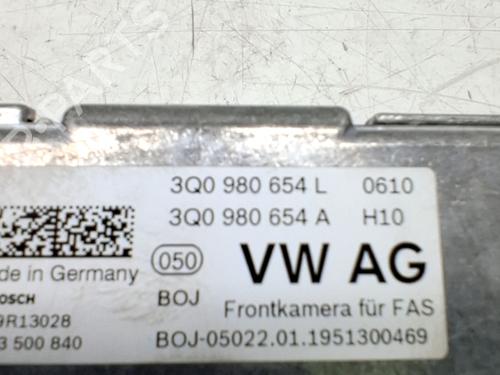 3Q0 980 654 L 0610
3Q0 980 654 A H10
de in Germany
050 VW AG
OSCH BOJ
9R13028 Frontkamera für FAS
3 500 840 BOJ-05022.01.1951300469